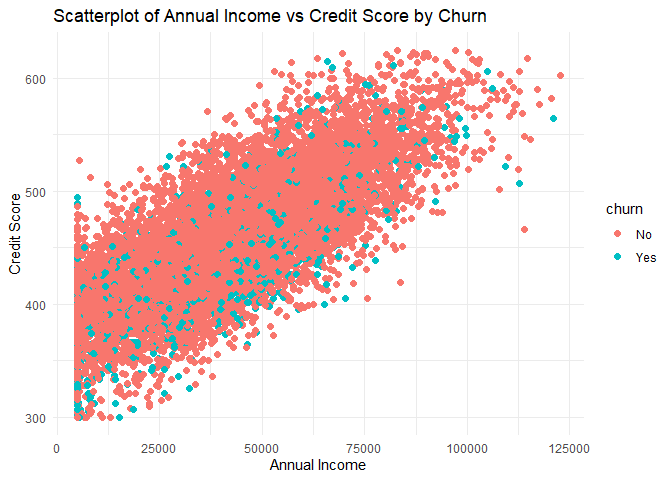 Scatterplot of Annual Income vs Credit Score by Churn
600
500
400
300
Credit Score
0 25000 50000 75000 100000 125000
Annual Income
churn
No
Yes